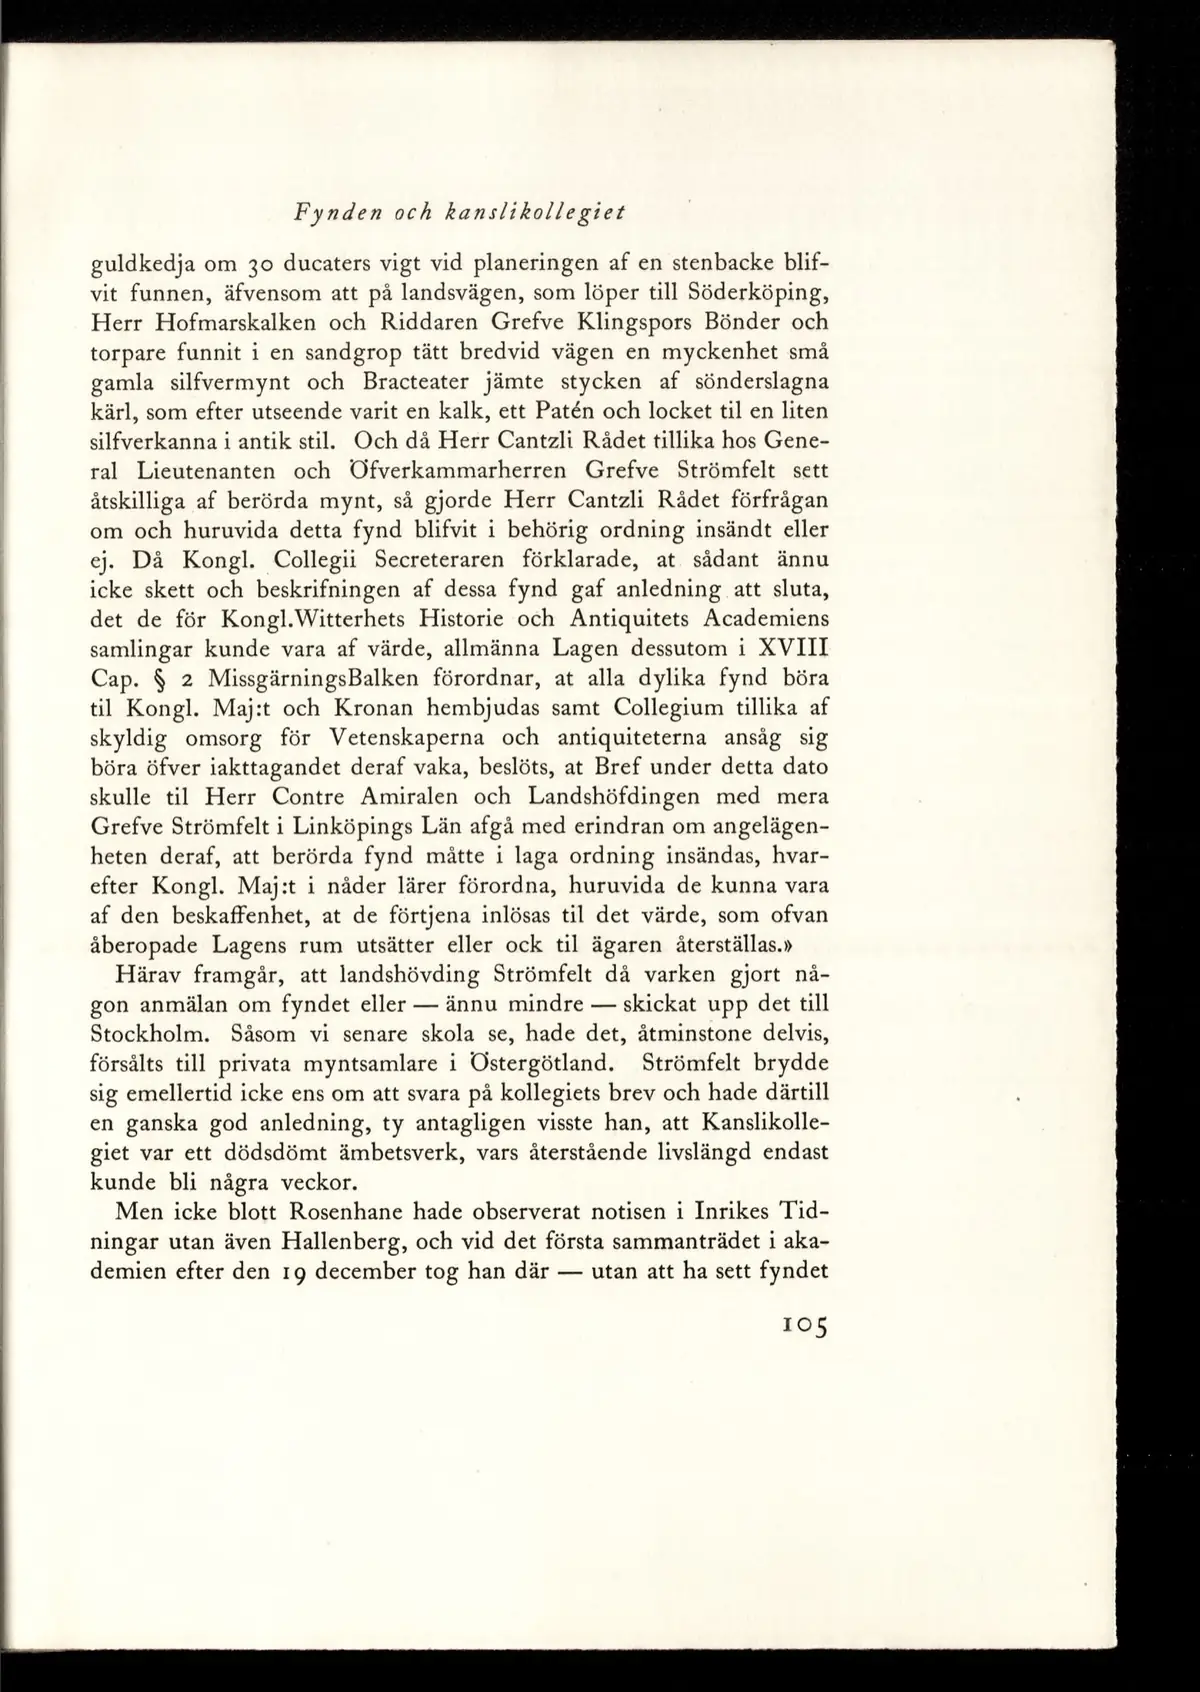 Fynden och kanslikollegiet
guldkedja om 30 ducaters vigt vid planeringen af en stenbacke blif-
vit funnen, äfvensom att på landsvägen, som löper till Söderköping,
Herr Hofmarskalken och Riddaren Grefve Klingspors Bönder och
torpare funnit i en sandgrop tätt bredvid vägen en myckenhet små
gamla silfvermynt och Bracteater jämte stycken af sönderslagna
kärl, som efter utseende varit en kalk, ett Patén och locket til en liten
silfverkanna i antik stil. Och då Herr Cantzli Rådet tillika hos Gene-
ral Lieutenanten och Öfverkammarherren Grefve Strömfelt sett
åtskilliga af berörda mynt, så gjorde Herr Cantzli Rådet förfrågan
om och huruvida detta fynd blifvit i behörig ordning insändt eller
ej. Då Kongl. Collegii Secreteraren förklarade, at sådant ännu
icke skett och beskrifningen af dessa fynd gaf anledning att sluta,
det de för Kongl.Witterhets Historie och Antiquitets Academiens
samlingar kunde vara af värde, allmänna Lagen dessutom i XVIII
Cap. § 2 MissgärningsBalken förordnar, at alla dylika fynd böra
til Kongl. Maj:t och Kronan hembjudas samt Collegium tillika af
skyldig omsorg för Vetenskaperna och antiquiteterna ansåg sig
böra öfver iakttagandet deraf vaka, beslöts, at Bref under detta dato
skulle til Herr Contre Amiralen och Landshöfdingen med mera
Grefve Strömfelt i Linköpings Län afgå med erindran om angelägen-
heten deraf, att berörda fynd måtte i laga ordning insändas, hvar-
efter Kongl. Maj:t i nåder lärer förordna, huruvida de kunna vara
af den beskaffenhet, at de förtjena inlösas til det värde, som ofvan
åberopade Lagens rum utsätter eller ock til ägaren återställas.»
Härav framgår, att landshövding Strömfelt då varken gjort nå-
gon anmälan om fyndet eller — ännu mindre — skickat upp det till
Stockholm. Såsom vi senare skola se, hade det, åtminstone delvis,
försålts till privata myntsamlare i Östergötland. Strömfelt brydde
sig emellertid icke ens om att svara på kollegiets brev och hade därtill
en ganska god anledning, ty antagligen visste han, att Kanslikolle-
giet var ett dödsdömt ämbetsverk, vars återstående livslängd endast
kunde bli några veckor.
Men icke blott Rosenhane hade observerat notisen i Inrikes Tid-
ningar utan även Hallenberg, och vid det första sammanträdet i aka-
demien efter den 19 december tog han där — utan att ha sett fyndet
105